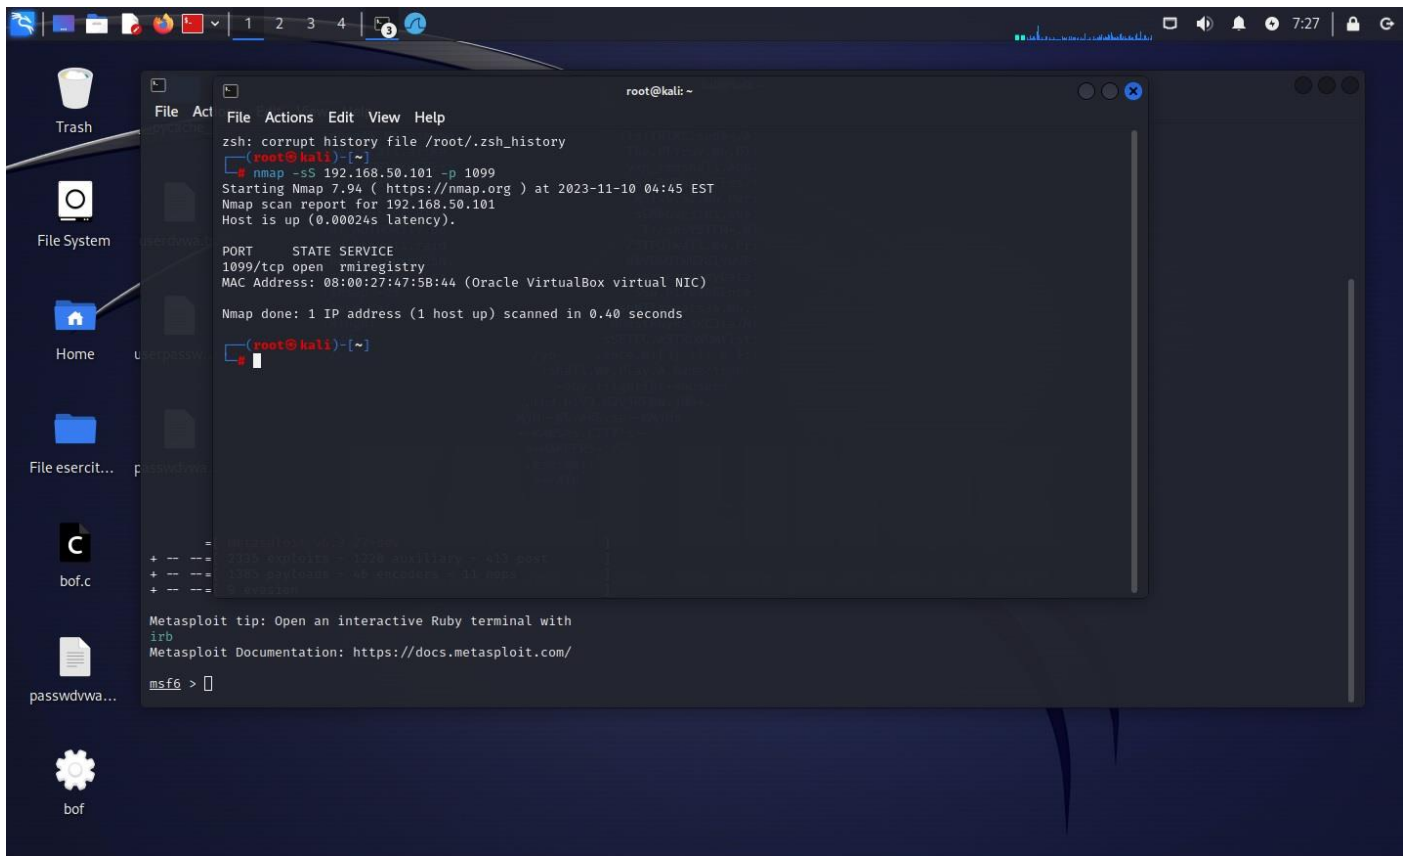 1 2 3 4 3 7:27
Trash
File System
Home
File esercit...
bof.c
passwdvwa...
bof
File Act
root@kali: ~
File Actions Edit View Help
zsh: corrupt history file /root/.zsh_history
(root㉿kali)-[~]
# nmap -sS 192.168.50.101 -p 1099
Starting Nmap 7.94 ( https://nmap.org ) at 2023-11-10 04:45 EST
Nmap scan report for 192.168.50.101
Host is up (0.00024s latency).
PORT STATE SERVICE
1099/tcp open rmiregistry
MAC Address: 08:00:27:47:5B:44 (Oracle VirtualBox virtual NIC)
Nmap done: 1 IP address (1 host up) scanned in 0.40 seconds
(root㉿kali)-[~]
#
=
+ -- --=
+ -- --=
+ -- --=
Metasploit tip: Open an interactive Ruby terminal with
irb
Metasploit Documentation: https://docs.metasploit.com/
msf6 >